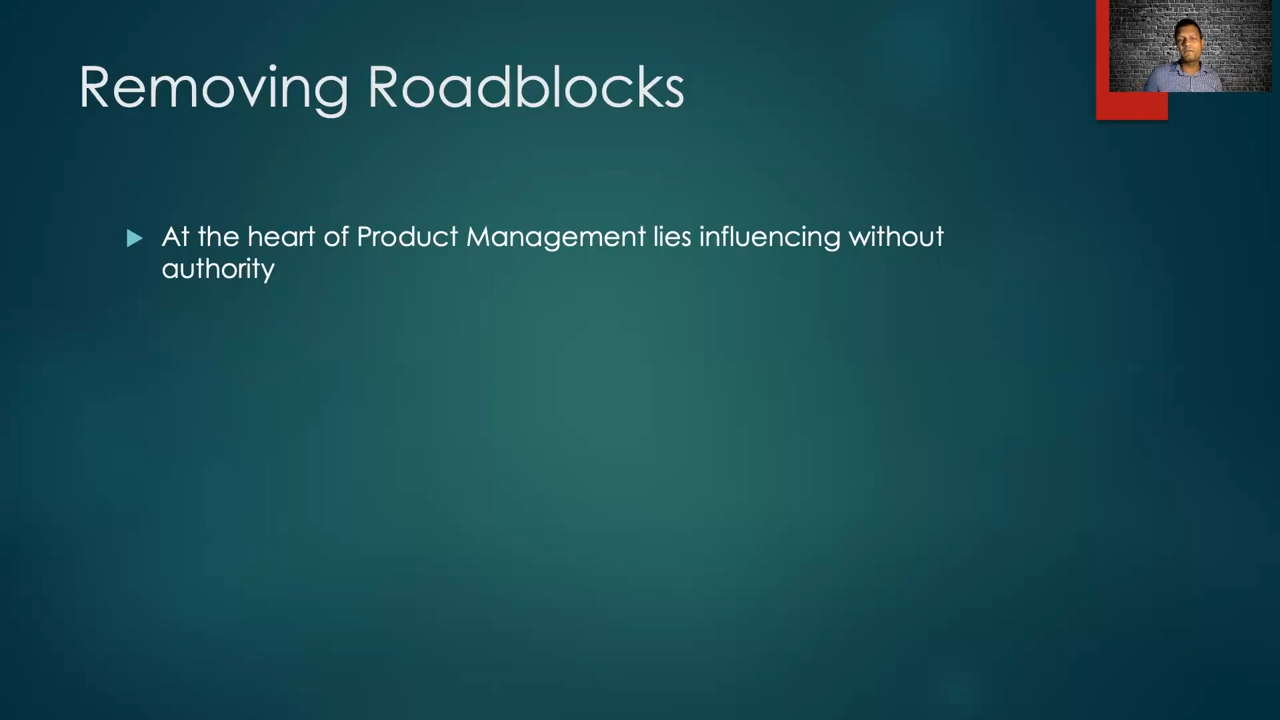 Removing Roadblocks
At the heart of Product Management lies influencing without
authority